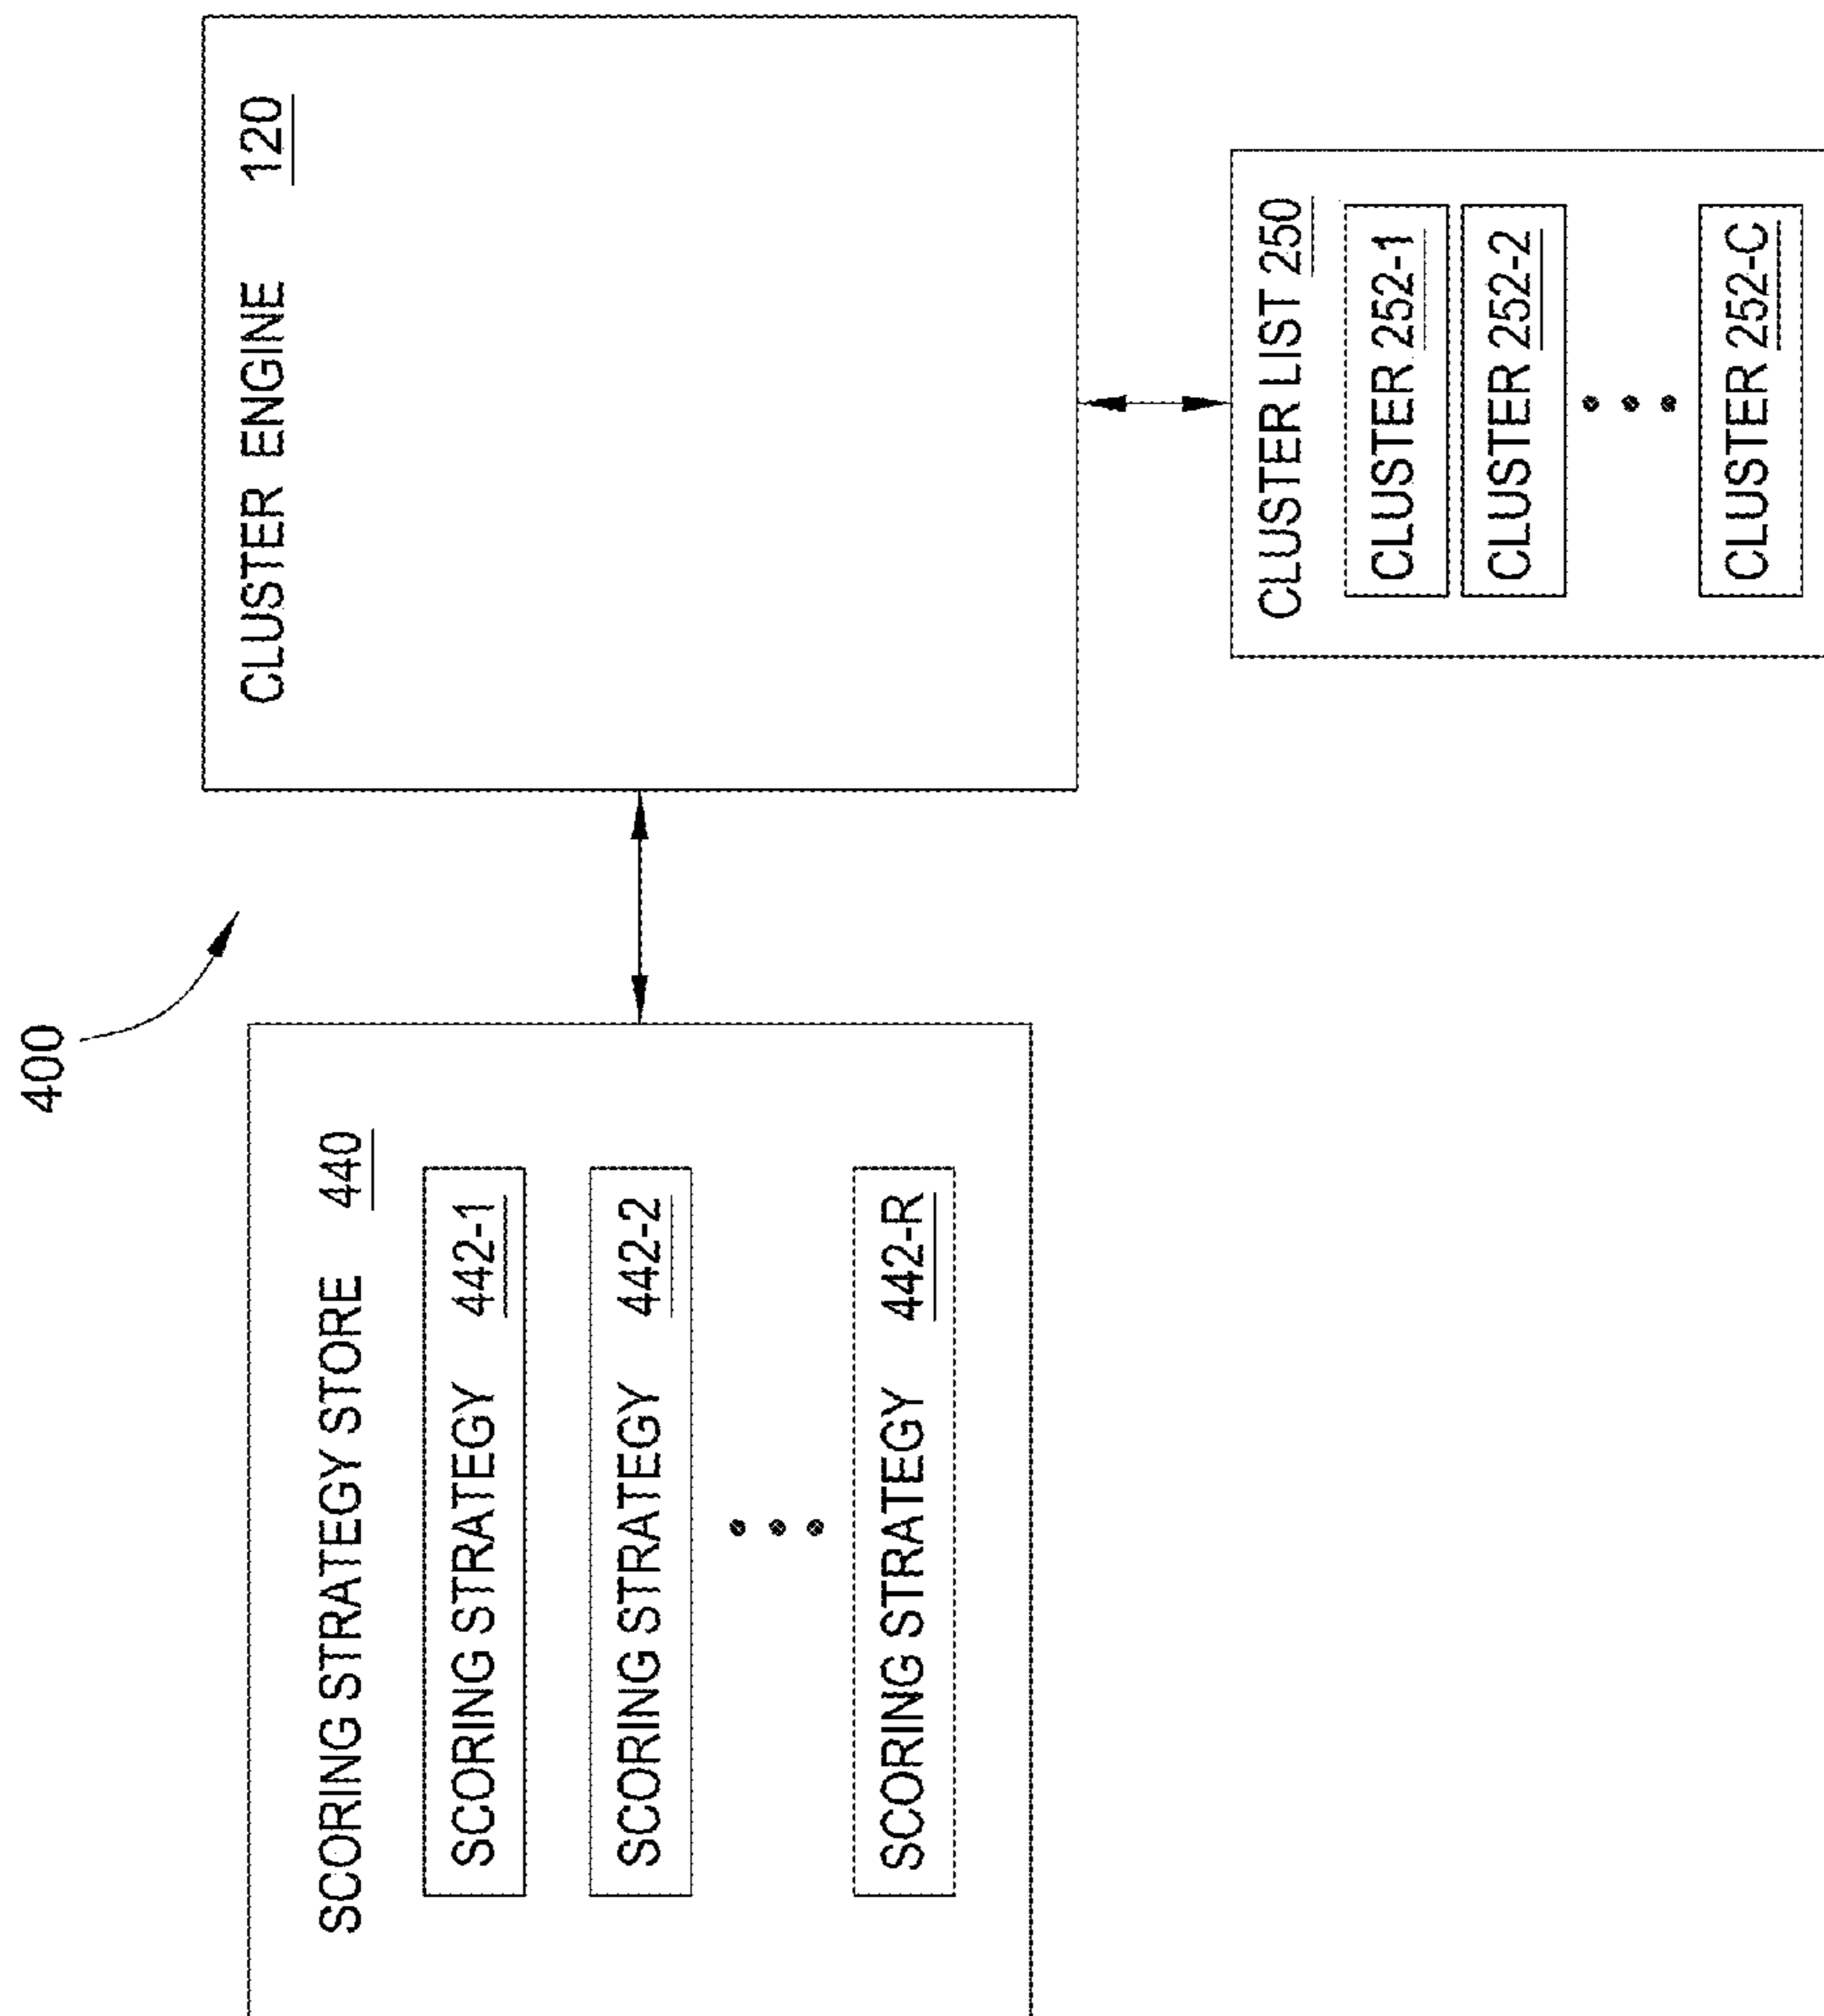 400
SCORING STRATEGY STORE 440
SCORING STRATEGY 442-1
SCORING STRATEGY 442-2
SCORING STRATEGY 442-R
CLUSTER ENGINE 120
CLUSTER LIST 250
CLUSTER 252-1
CLUSTER 252-2
CLUSTER 252-C